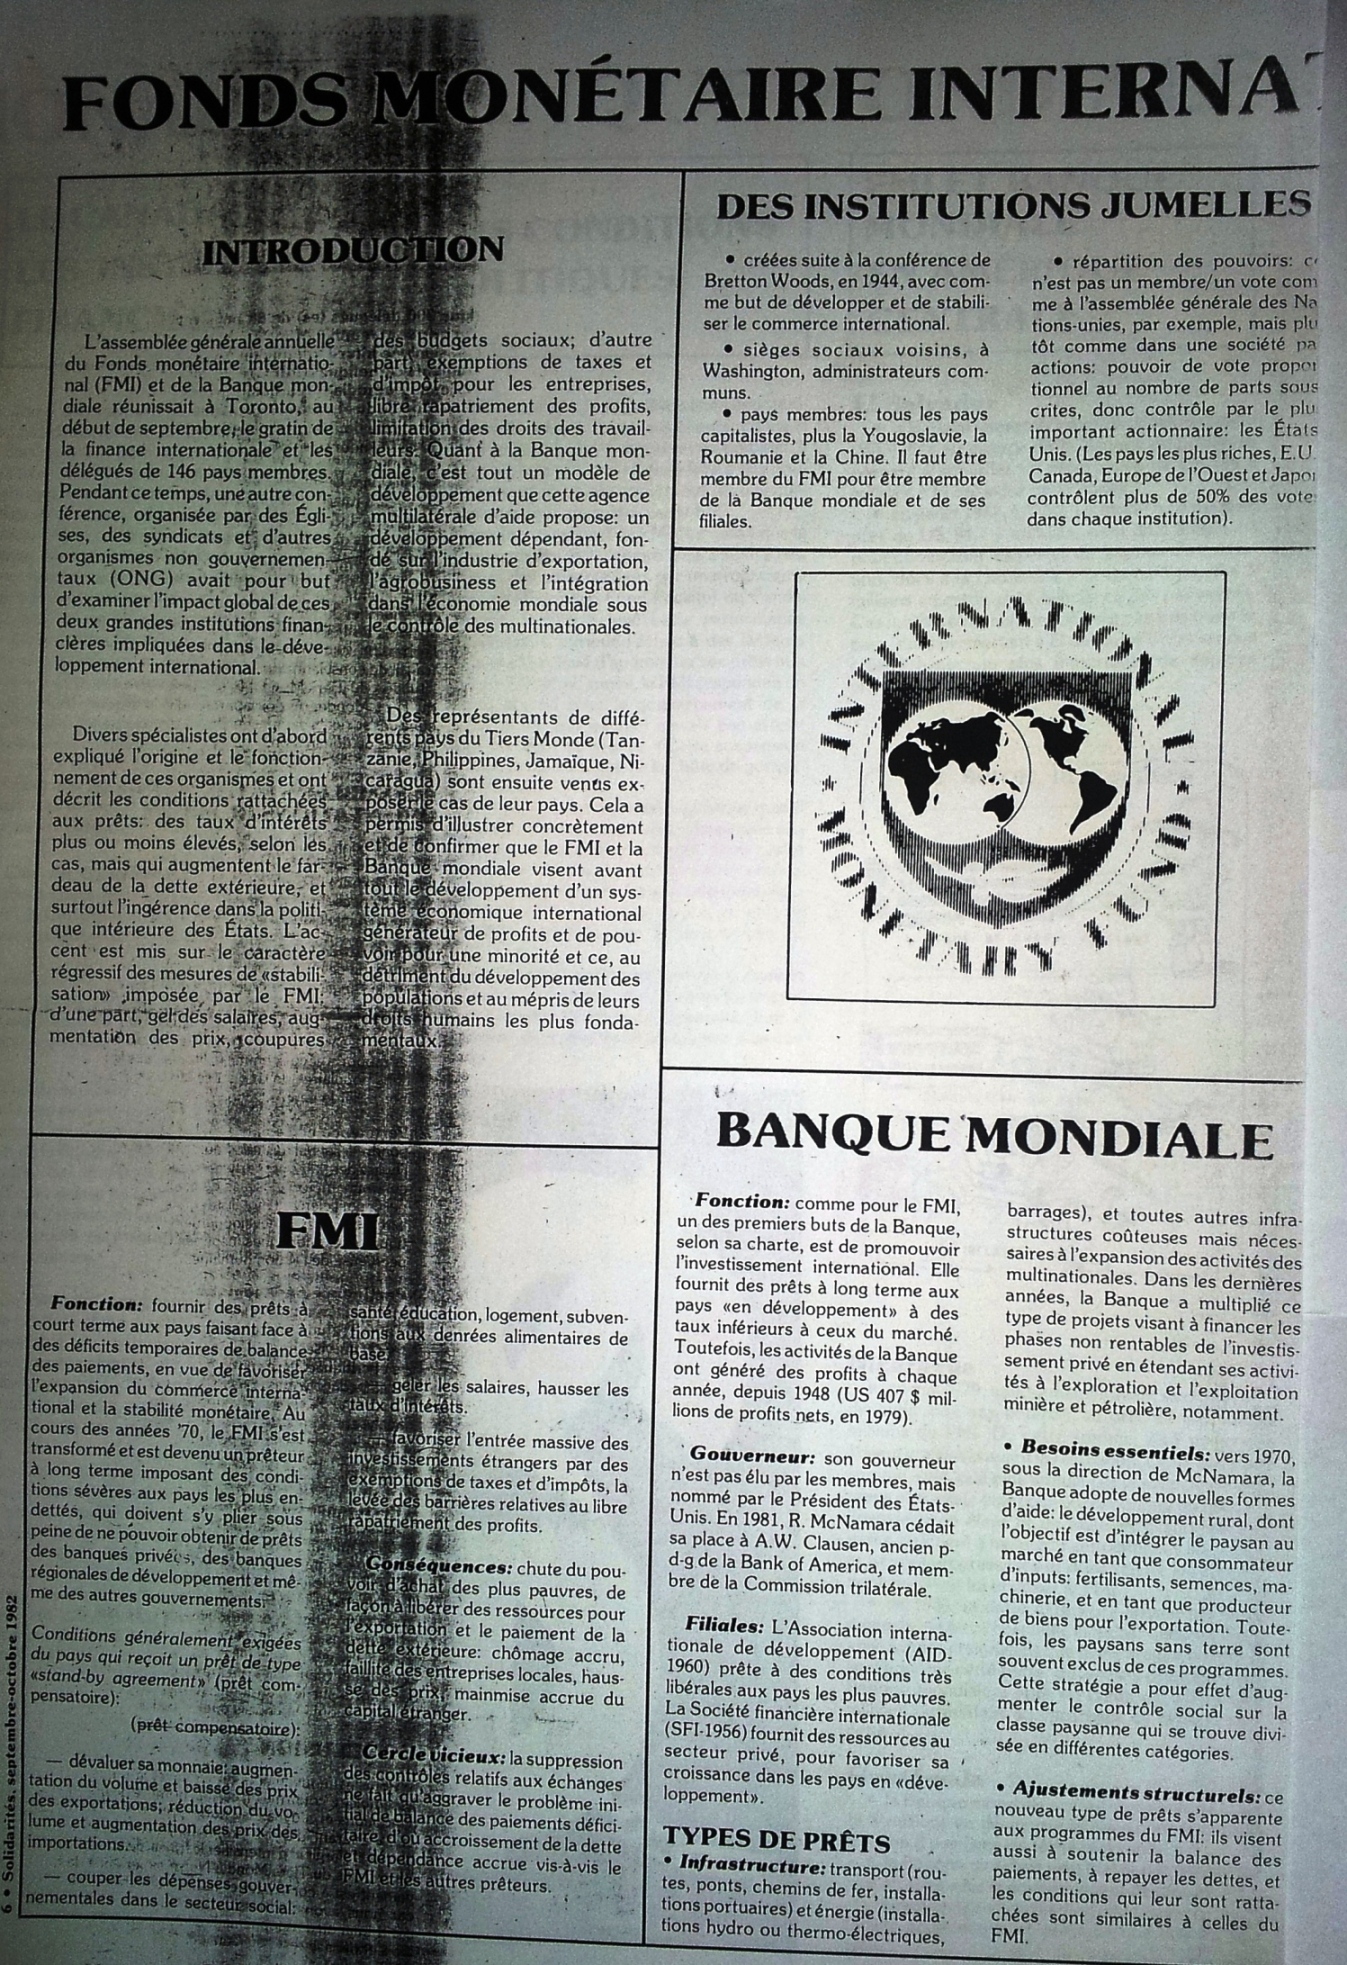 FONDS MONÉTAIRE INTERNA
INTRODUCTION
L'assemblée générale annuelle
du Fonds monétaire internatio-
nal (FMI) et de la Banque mon-
diale réunissait à Toronto, au
début de septembre, le gratin de
la finance internationale et les
délégués de 146 pays membres.
Pendant ce temps, une autre con-
férence, organisée par des Égli-
ses, des syndicats et d'autres
organismes non gouvernemen-
taux (ONG) avait pour but
d'examiner l'impact global de ces
deux grandes institutions finan-
cières impliquées dans le déve-
loppement international.
Divers spécialistes ont d'abord
expliqué l'origine et le fonction-
nement de ces organismes et ont
décrit les conditions rattachées
aux prêts: des taux d'intérêts
plus ou moins élevés, selon les
cas, mais qui augmentent le far-
deau de la dette extérieure, et
surtout l'ingérence dans la politi-
que intérieure des États. L'ac-
cent est mis sur le caractère
régressif des mesures de «stabili-
sation» imposée par le FMI:
d'une part, gel des salaires, aug-
mentation des prix, coupures
des budgets sociaux; d'autre
part, exemptions de taxes et
d'impôt pour les entreprises,
libre rapatriement des profits,
limitation des droits des travail-
leurs. Quant à la Banque mon-
diale, c'est tout un modèle de
développement que cette agence
multilatérale d'aide propose: un
développement dépendant, fon-
dé sur l'industrie d'exportation,
l'agrobusiness et l'intégration
dans l'économie mondiale sous
le contrôle des multinationales.
Des représentants de diffé-
rents pays du Tiers Monde (Tan-
zanie, Philippines, Jamaïque, Ni-
caragua) sont ensuite venus ex-
poser le cas de leur pays. Cela a
permis d'illustrer concrètement
et de confirmer que le FMI et la
Banque mondiale visent avant
tout le développement d'un sys-
tème économique international
générateur de profits et de pou-
voir pour une minorité et ce, au
détriment du développement des
populations et au mépris de leurs
droits humains les plus fonda-
mentaux.
DES INSTITUTIONS JUMELLES
• créées suite à la conférence de
Bretton Woods, en 1944, avec com-
me but de développer et de stabili-
ser le commerce international.
• sièges sociaux voisins, à
Washington, administrateurs com-
muns.
• pays membres: tous les pays
capitalistes, plus la Yougoslavie, la
Roumanie et la Chine. Il faut être
membre du FMI pour être membre
de la Banque mondiale et de ses
filiales.
• répartition des pouvoirs: c
n'est pas un membre/un vote com
me à l'assemblée générale des Na
tions-unies, par exemple, mais plu
tôt comme dans une société pa
actions: pouvoir de vote propor
tionnel au nombre de parts sous
crites, donc contrôle par le plu
important actionnaire: les États
Unis. (Les pays les plus riches, E.U.
Canada, Europe de l'Ouest et Japon
contrôlent plus de 50% des vote
dans chaque institution).
INTERNATIONAL
MONETARY FUND
FMI
Fonction: fournir des prêts à
court terme aux pays faisant face à
des déficits temporaires de balance
des paiements, en vue de favoriser
l'expansion du commerce interna-
tional et la stabilité monétaire. Au
cours des années '70, le FMI s'est
transformé et est devenu un prêteur
à long terme imposant des condi-
tions sévères aux pays les plus en-
dettés, qui doivent s'y plier sous
peine de ne pouvoir obtenir de prêts
des banques privées, des banques
régionales de développement et mê-
me des autres gouvernements.
Conditions généralement exigées
du pays qui reçoit un prêt de type
«stand-by agreement» (prêt com-
pensatoire):
(prêt compensatoire):
— dévaluer sa monnaie: augmen-
tation du volume et baisse des prix
des exportations; réduction du vo-
lume et augmentation des prix des
importations.
— couper les dépenses gouver-
nementales dans le secteur social:
santé, éducation, logement, subven-
tions aux denrées alimentaires de
base.
— geler les salaires, hausser les
taux d'intérêts.
— favoriser l'entrée massive des
investissements étrangers par des
exemptions de taxes et d'impôts, la
levée des barrières relatives au libre
rapatriement des profits.
Conséquences: chute du pou-
voir d'achat des plus pauvres, de
façon à libérer des ressources pour
l'exportation et le paiement de la
dette extérieure: chômage accru,
faillite des entreprises locales, haus-
se des prix, mainmise accrue du
capital étranger.
Cercle vicieux: la suppression
des contrôles relatifs aux échanges
ne fait qu'aggraver le problème ini-
tial de balance des paiements défici-
taire, d'où accroissement de la dette
et dépendance accrue vis-à-vis le
FMI et les autres prêteurs.
BANQUE MONDIALE
Fonction: comme pour le FMI,
un des premiers buts de la Banque,
selon sa charte, est de promouvoir
l'investissement international. Elle
fournit des prêts à long terme aux
pays «en développement» à des
taux inférieurs à ceux du marché.
Toutefois, les activités de la Banque
ont généré des profits à chaque
année, depuis 1948 (US 407 $ mil-
lions de profits nets, en 1979).
Gouverneur: son gouverneur
n'est pas élu par les membres, mais
nommé par le Président des États-
Unis. En 1981, R. McNamara cédait
sa place à A.W. Clausen, ancien p-
d-g de la Bank of America, et mem-
bre de la Commission trilatérale.
Filiales: L'Association interna-
tionale de développement (AID-
1960) prête à des conditions très
libérales aux pays les plus pauvres.
La Société financière internationale
(SFI-1956) fournit des ressources au
secteur privé, pour favoriser sa
croissance dans les pays en «déve-
loppement».
TYPES DE PRÊTS
• Infrastructure: transport (rou-
tes, ponts, chemins de fer, installa-
tions portuaires) et énergie (installa-
tions hydro ou thermo-électriques,
barrages), et toutes autres infra-
structures coûteuses mais néces-
saires à l'expansion des activités des
multinationales. Dans les dernières
années, la Banque a multiplié ce
type de projets visant à financer les
phases non rentables de l'investis-
sement privé en étendant ses activi-
tés à l'exploration et l'exploitation
minière et pétrolière, notamment.
• Besoins essentiels: vers 1970,
sous la direction de McNamara, la
Banque adopte de nouvelles formes
d'aide: le développement rural, dont
l'objectif est d'intégrer le paysan au
marché en tant que consommateur
d'inputs: fertilisants, semences, ma-
chinerie, et en tant que producteur
de biens pour l'exportation. Toute-
fois, les paysans sans terre sont
souvent exclus de ces programmes.
Cette stratégie a pour effet d'aug-
menter le contrôle social sur la
classe paysanne qui se trouve divi-
sée en différentes catégories.
• Ajustements structurels: ce
nouveau type de prêts s'apparente
aux programmes du FMI: ils visent
aussi à soutenir la balance des
paiements, à repayer les dettes, et
les conditions qui leur sont ratta-
chées sont similaires à celles du
FMI.
6 • Solidarités, septembre-octobre 1982